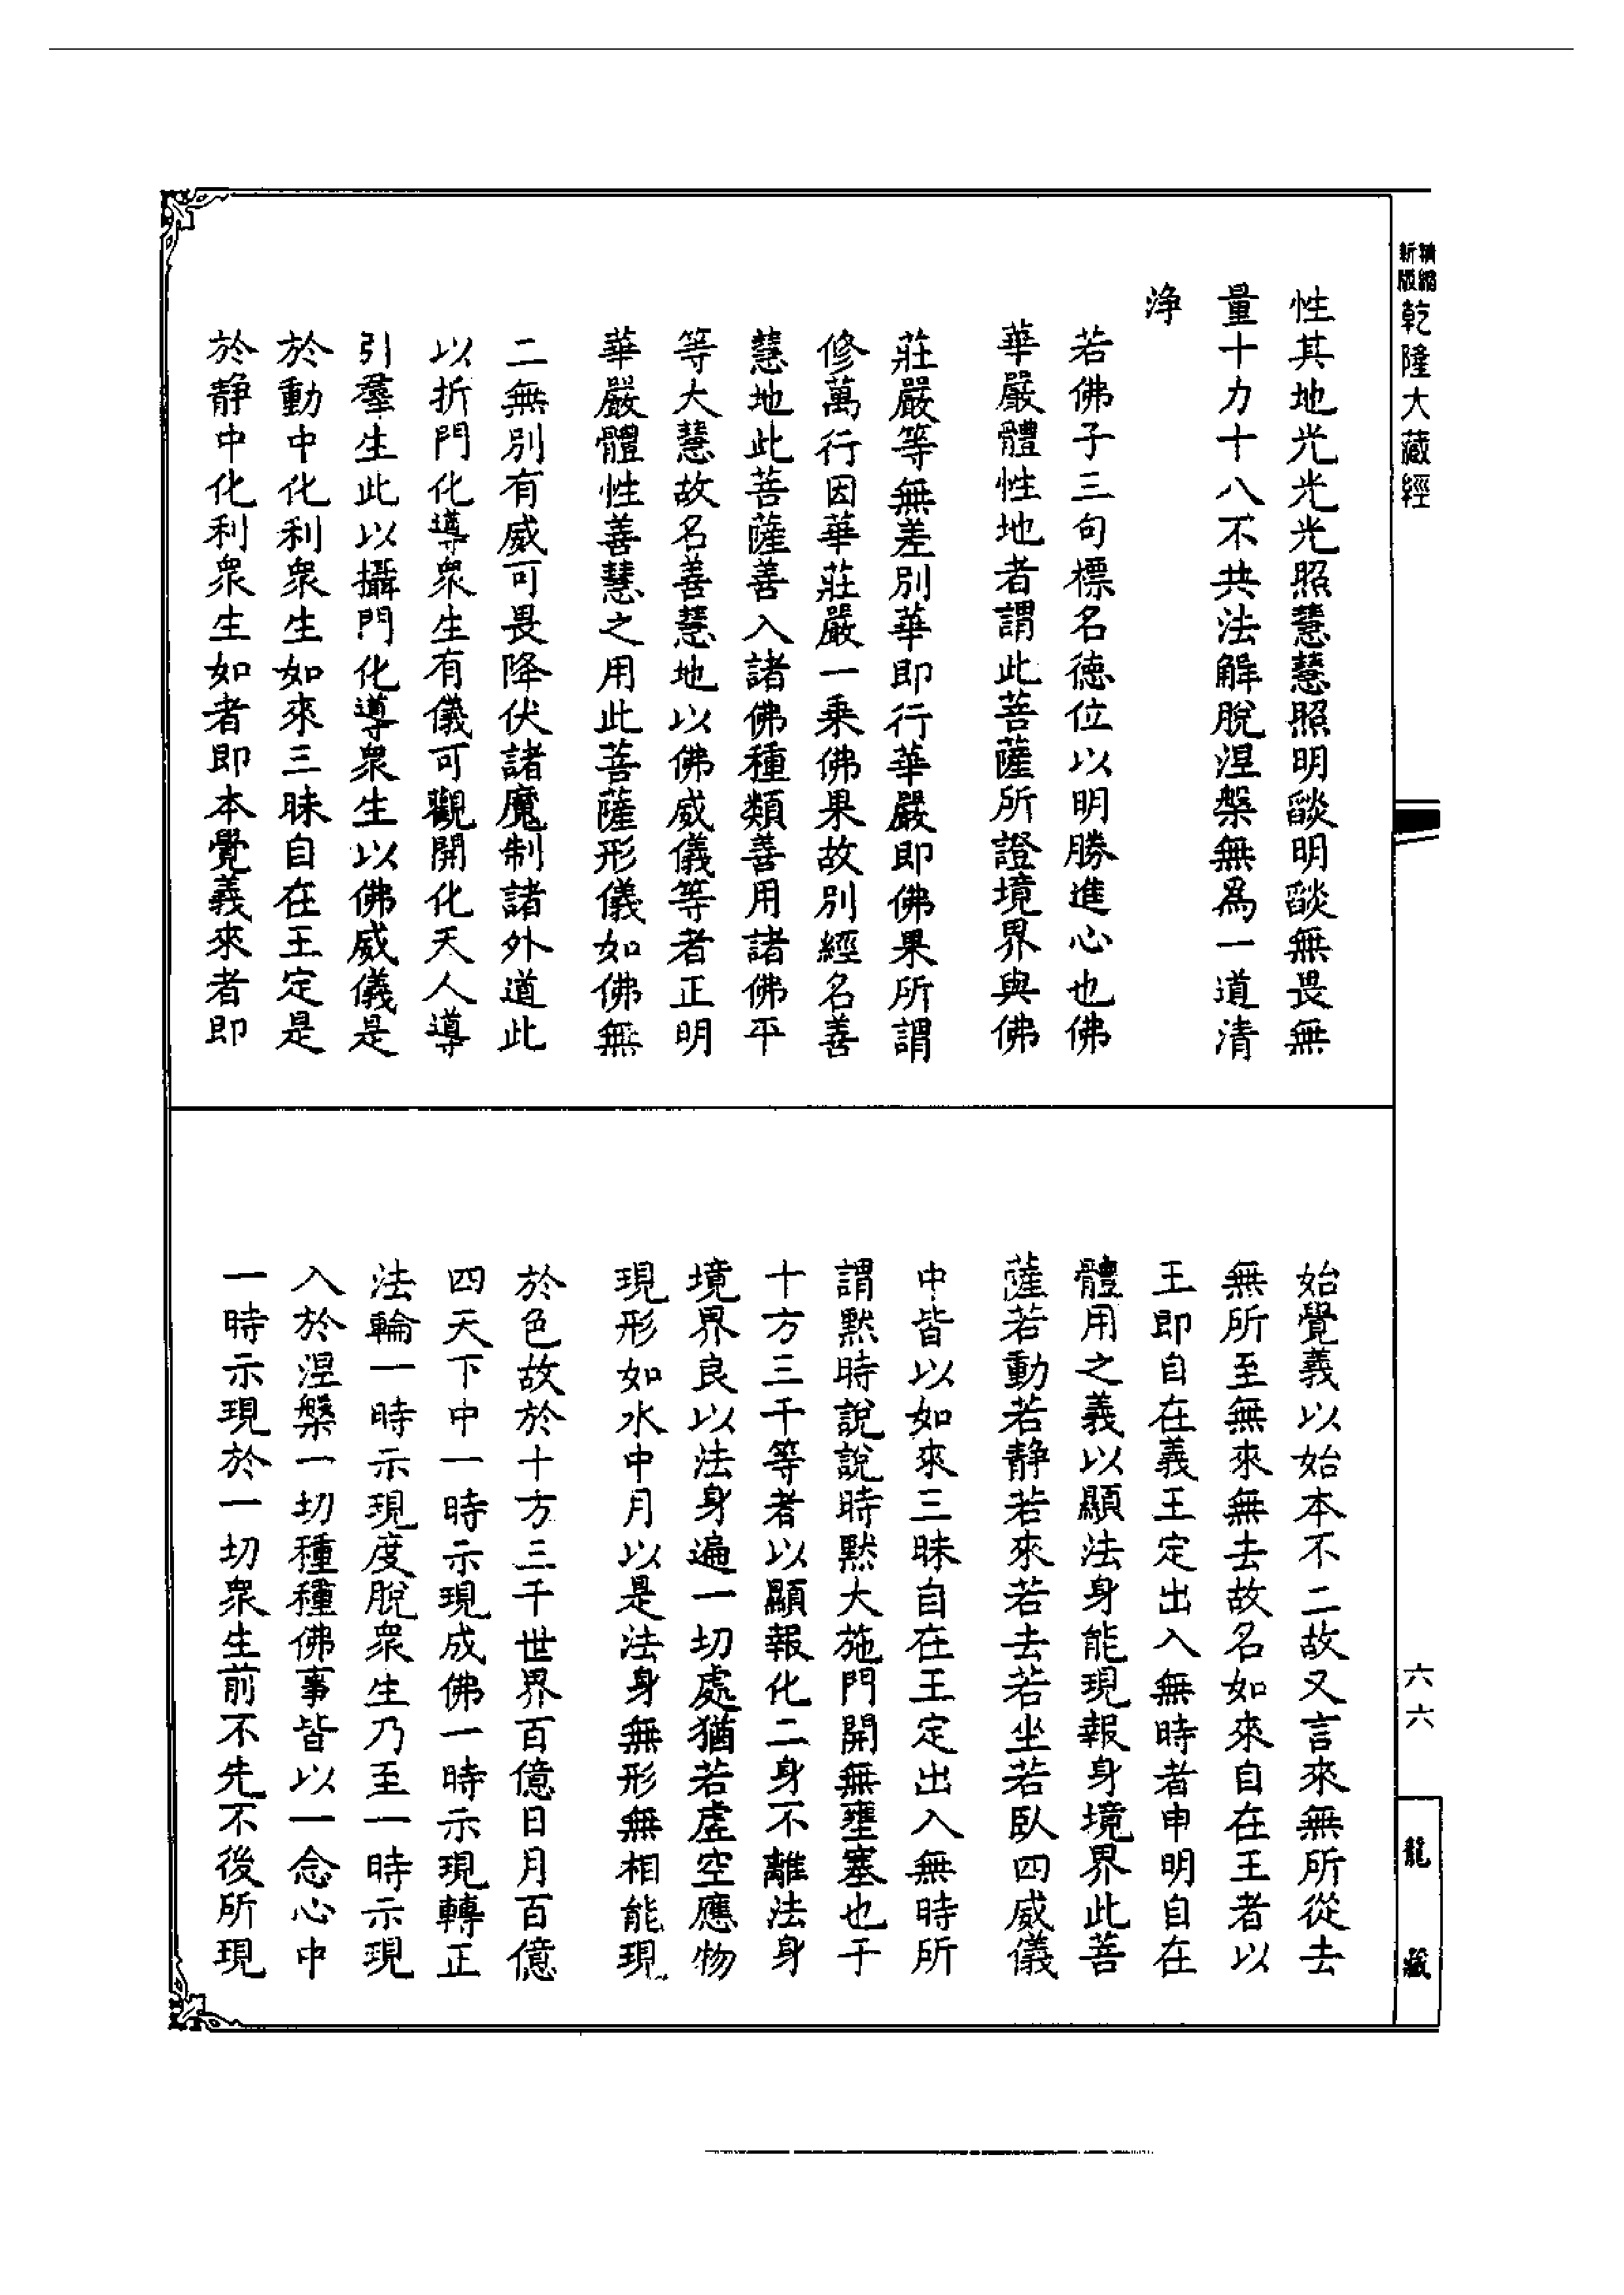 精縮新版乾隆大藏經
性其地光光光照慧慧照明燄明燄無畏無
量十力十八不共法解脫涅槃無為一道清
淨
若佛子三句標名德位以明勝進心也佛
華嚴體性地者謂此菩薩所證境界與佛
莊嚴等無差別華即行華嚴即佛果所謂
修萬行因華莊嚴一乘佛果故別經名善
慧地此菩薩善入諸佛種類善用諸佛平
等大慧故名善慧地以佛威儀等者正明
華嚴體性善慧之用此菩薩形儀如佛無
二無別有威可畏降伏諸魔制諸外道此
以折門化導衆生有儀可觀開化天人導
引羣生此以攝門化導衆生以佛威儀是
於動中化利衆生如來三昧自在王定是
於靜中化利衆生如者即本覺義來者即
始覺義以始本不二故又言來無所從去
無所至無來無去故名如來自在王者以
王即自在義王定出入無時者申明自在
體用之義以顯法身能現報身境界此菩
薩若動若靜若來若去若坐若臥四威儀
中皆以如來三昧自在王定出入無時所
謂默時說說時默大施門開無壅塞也于
十方三千等者以顯報化二身不離法身
境界良以法身遍一切處猶若虛空應物
現形如水中月以是法身無形無相能現
於色故於十方三千世界百億日月百億
四天下中一時示現成佛一時示現轉正
法輪一時示現度脫衆生乃至一時示現
入於涅槃一切種種佛事皆以一念心中
一時示現於一切衆生前不先不後所現
六六
龍藏